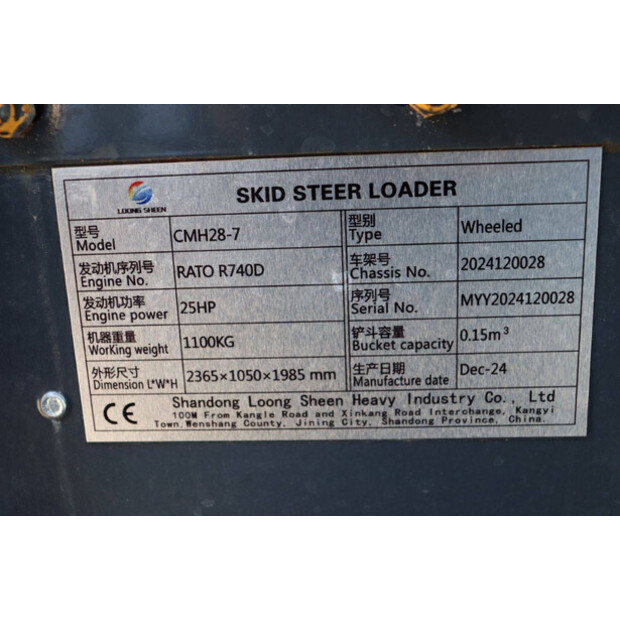 LOONG SHEEN
SKID STEER LOADER
型号 Model CMH28-7 型别 Type Wheeled
发动机序列号 Engine No. RATO R740D 车架号 Chassis No. 2024120028
发动机功率 Engine power 25HP 序列号 Serial No. MYY2024120028
机器重量 Working weight 1100KG 铲斗容量 Bucket capacity 0.15m³
外形尺寸 Dimension L*W*H 2365×1050×1985 mm 生产日期 Manufacture date Dec-24
CE Shandong Loong Sheen Heavy Industry Co., Ltd
100M From Kangle Road and Xinkang Road Interchange, Kangyi
Town,Wenshang County, Jining City, Shandong Province, China.